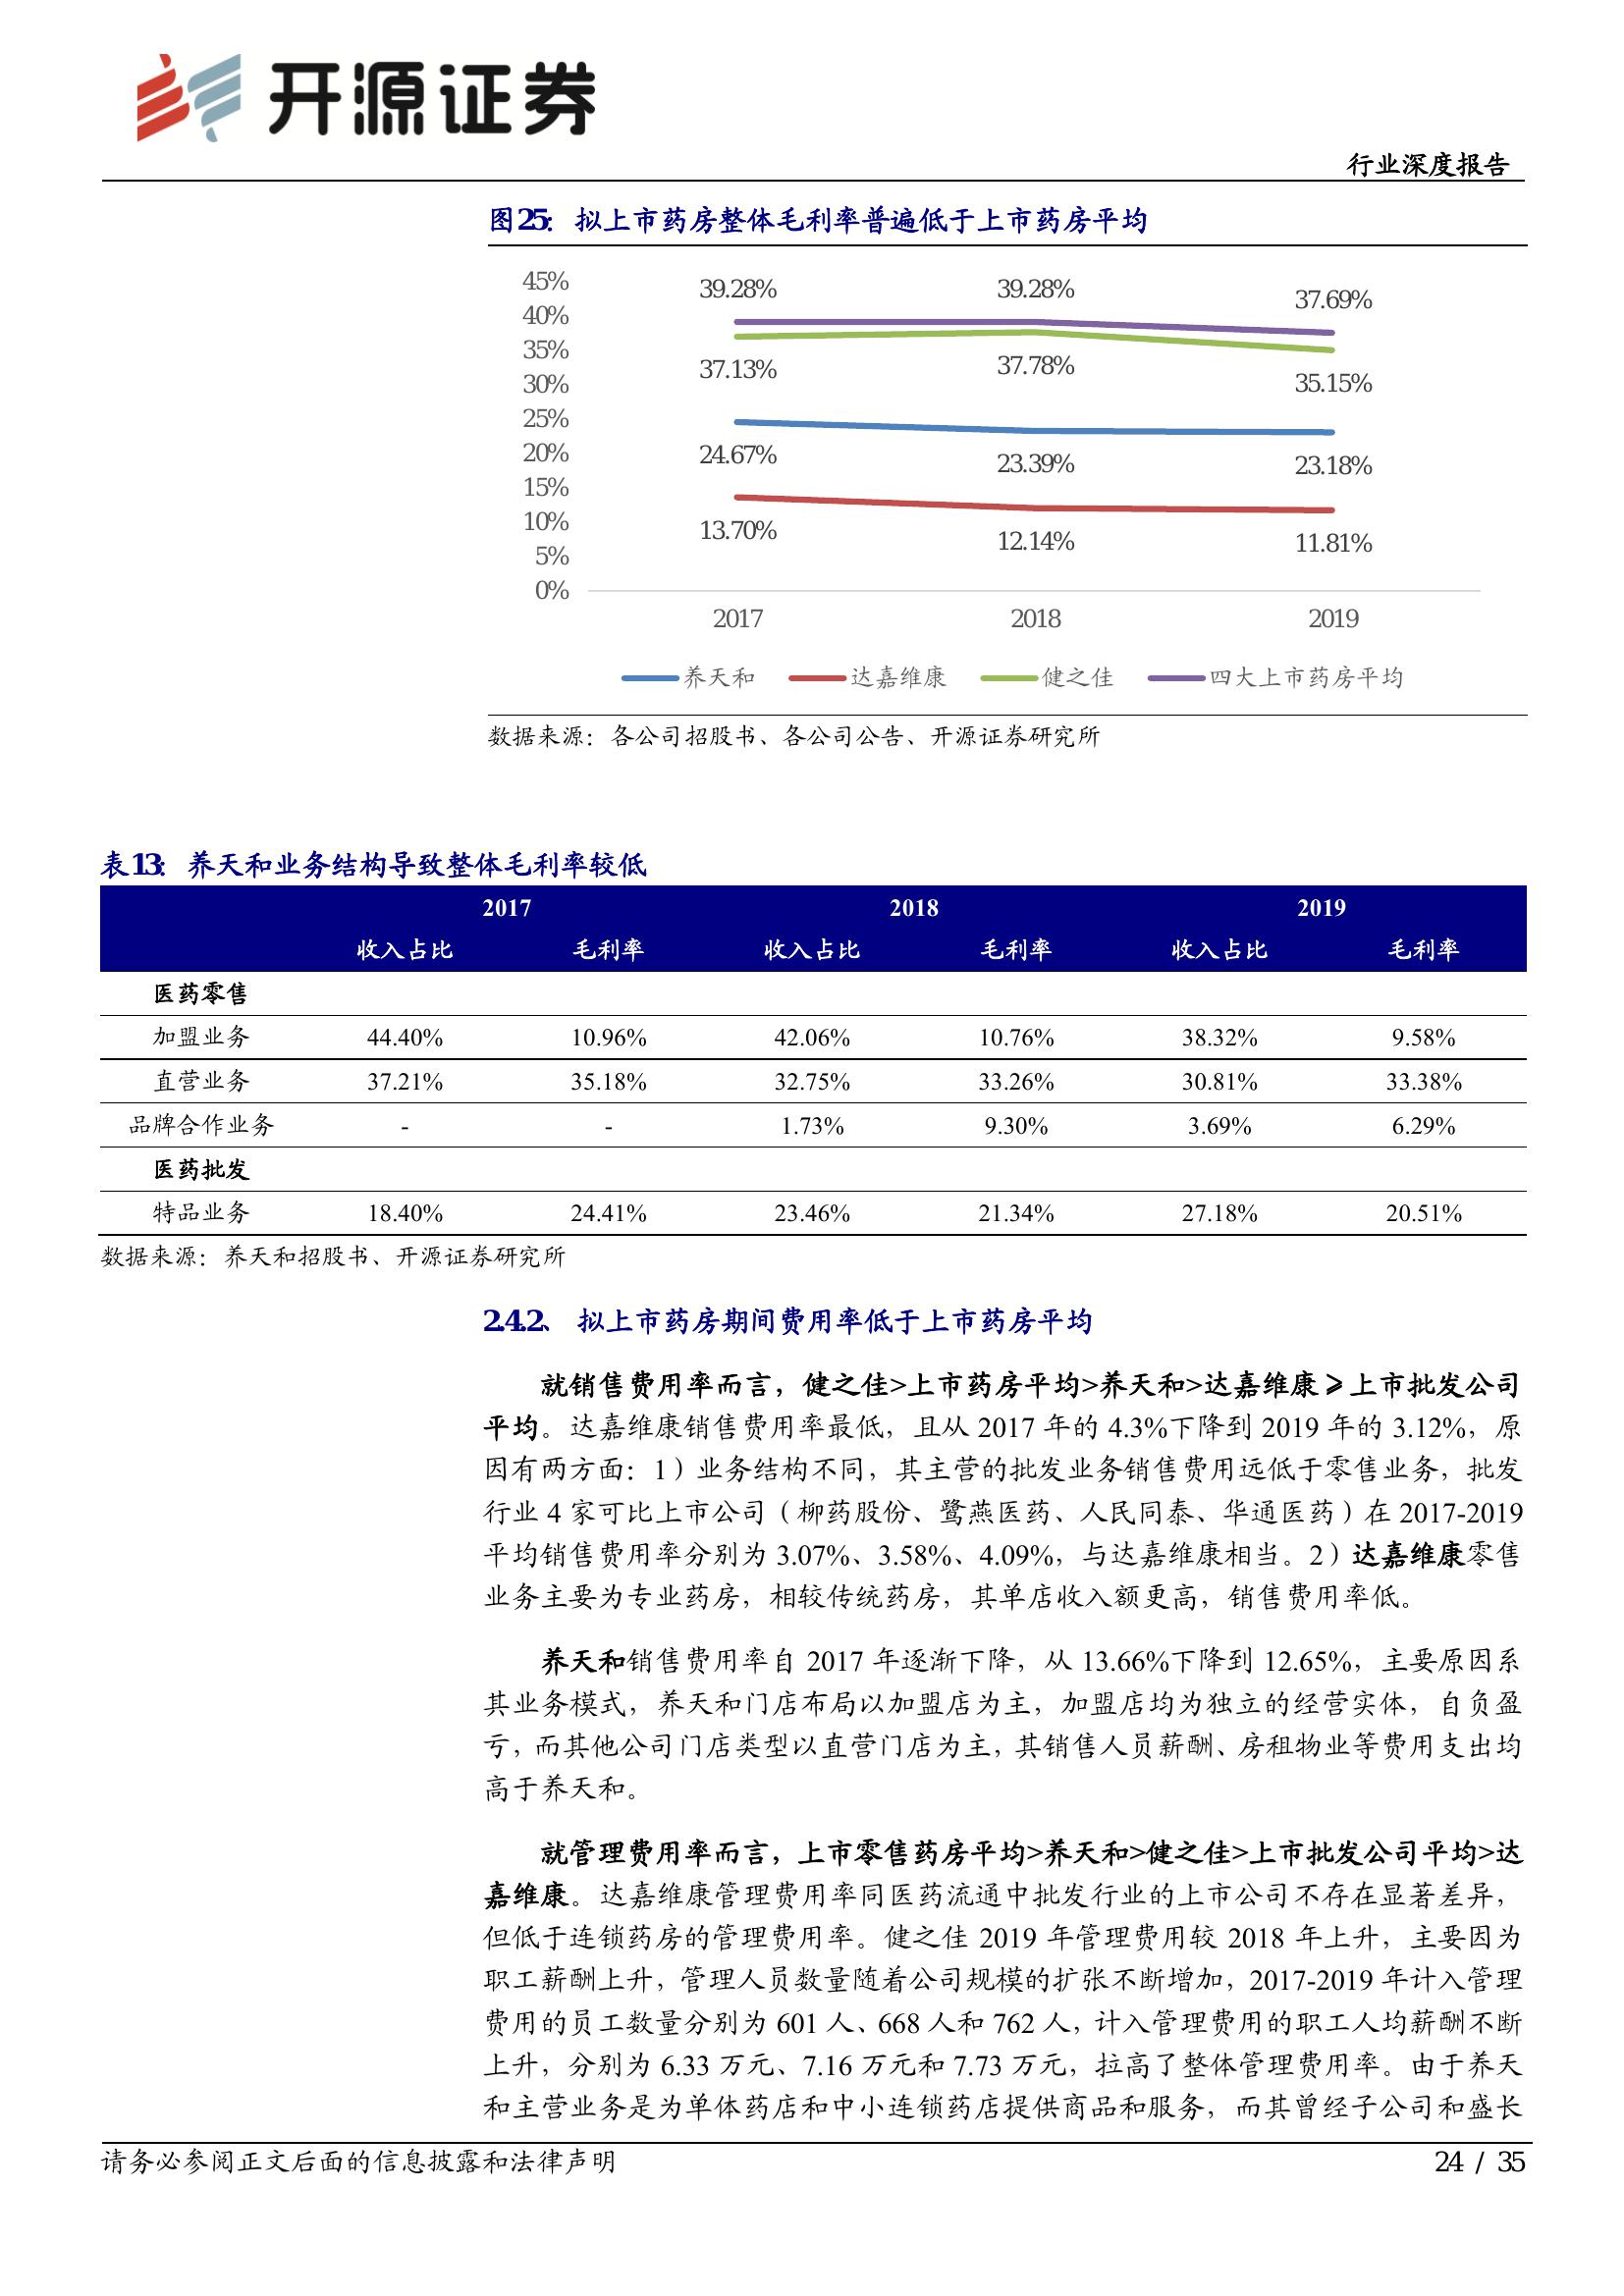 开源证券
行业深度报告
图25： 拟上市药房整体毛利率普遍低于上市药房平均
45%
40%
35%
30%
25%
20%
15%
10%
5%
0%
39.28% 39.28% 37.69%
37.13% 37.78% 35.15%
24.67% 23.39% 23.18%
13.70% 12.14% 11.81%
2017 2018 2019
养天和 达嘉维康 健之佳 四大上市药房平均
数据来源：各公司招股书、各公司公告、开源证券研究所
表13： 养天和业务结构导致整体毛利率较低
2017 2018 2019
收入占比 毛利率 收入占比 毛利率 收入占比 毛利率
医药零售
加盟业务 44.40% 10.96% 42.06% 10.76% 38.32% 9.58%
直营业务 37.21% 35.18% 32.75% 33.26% 30.81% 33.38%
品牌合作业务 - - 1.73% 9.30% 3.69% 6.29%
医药批发
特品业务 18.40% 24.41% 23.46% 21.34% 27.18% 20.51%
数据来源：养天和招股书、开源证券研究所
2.4.2、 拟上市药房期间费用率低于上市药房平均
就销售费用率而言，健之佳>上市药房平均>养天和>达嘉维康⩾上市批发公司
平均。达嘉维康销售费用率最低，且从 2017 年的 4.3%下降到 2019 年的 3.12%，原
因有两方面：1）业务结构不同，其主营的批发业务销售费用远低于零售业务，批发
行业 4 家可比上市公司（柳药股份、鹭燕医药、人民同泰、华通医药）在 2017-2019
平均销售费用率分别为 3.07%、3.58%、4.09%，与达嘉维康相当。2）达嘉维康零售
业务主要为专业药房，相较传统药房，其单店收入额更高，销售费用率低。
养天和销售费用率自 2017 年逐渐下降，从 13.66%下降到 12.65%，主要原因系
其业务模式，养天和门店布局以加盟店为主，加盟店均为独立的经营实体，自负盈
亏，而其他公司门店类型以直营门店为主，其销售人员薪酬、房租物业等费用支出均
高于养天和。
就管理费用率而言，上市零售药房平均>养天和>健之佳>上市批发公司平均>达
嘉维康。达嘉维康管理费用率同医药流通中批发行业的上市公司不存在显著差异，
但低于连锁药房的管理费用率。健之佳 2019 年管理费用较 2018 年上升，主要因为
职工薪酬上升，管理人员数量随着公司规模的扩张不断增加，2017-2019 年计入管理
费用的员工数量分别为 601 人、668 人和 762 人，计入管理费用的职工人均薪酬不断
上升，分别为 6.33 万元、7.16 万元和 7.73 万元，拉高了整体管理费用率。由于养天
和主营业务是为单体药店和中小连锁药店提供商品和服务，而其曾经子公司和盛长
请务必参阅正文后面的信息披露和法律声明
24 / 35